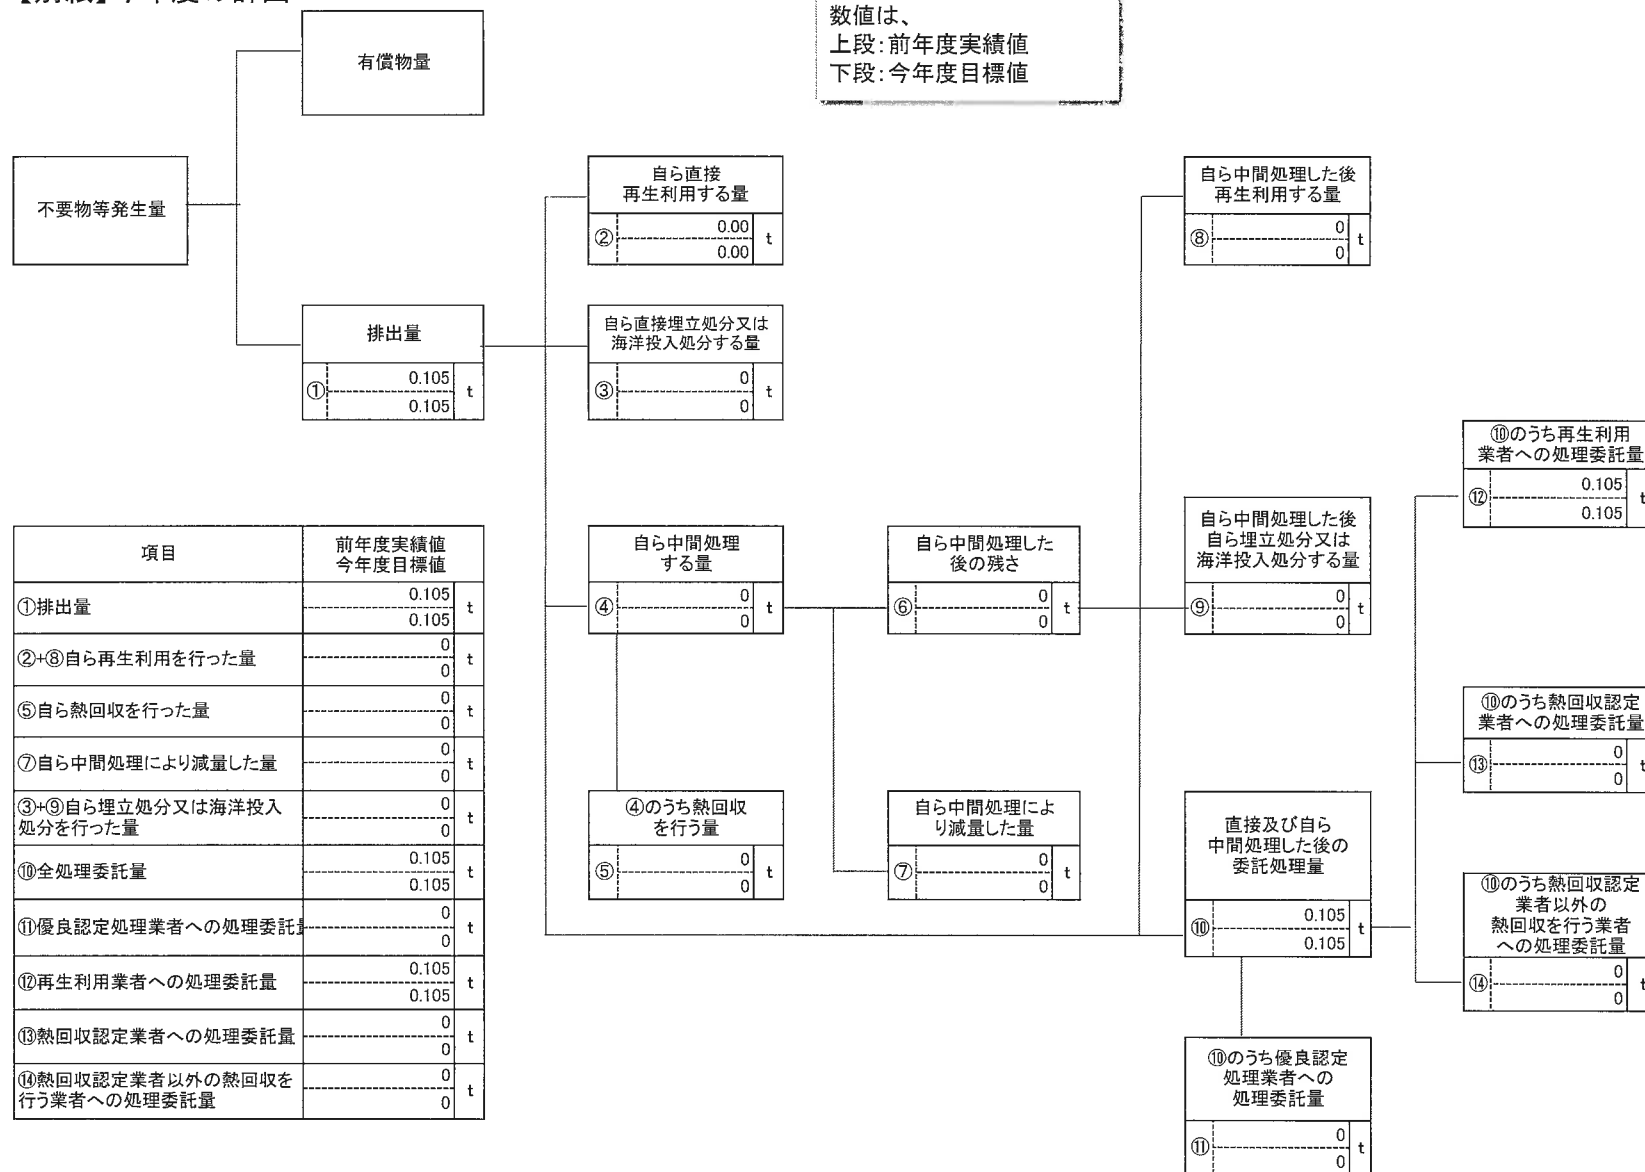 数値は、
上段：前年度実績値
下段：今年度目標値
有償物量
不要物等発生量
排出量
①
0.105
0.105
t
自ら直接
再生利用する量
②
0.00
0.00
t
自ら直接埋立処分又は
海洋投入処分する量
③
0
0
t
自ら中間処理
する量
④
0
0
t
④のうち熱回収
を行う量
⑤
0
0
t
自ら中間処理した
後の残さ
⑥
0
0
t
自ら中間処理によ
り減量した量
⑦
0
0
t
自ら中間処理した後
再生利用する量
⑧
0
0
t
自ら中間処理した後
自ら埋立処分又は
海洋投入処分する量
⑨
0
0
t
直接及び自ら
中間処理した後の
委託処理量
⑩
0.105
0.105
t
⑩のうち優良認定
処理業者への
処理委託量
⑪
0
0
t
⑩のうち再生利用
業者への処理委託量
⑫
0.105
0.105
t
⑩のうち熱回収認定
業者への処理委託量
⑬
0
0
t
⑩のうち熱回収認定
業者以外の
熱回収を行う業者
への処理委託量
⑭
0
0
t
項目
前年度実績値
今年度目標値
①排出量
0.105
0.105
t
②+⑧自ら再生利用を行った量
0
0
t
⑤自ら熱回収を行った量
0
0
t
⑦自ら中間処理により減量した量
0
0
t
③+⑨自ら埋立処分又は海洋投入
処分を行った量
0
0
t
⑩全処理委託量
0.105
0.105
t
⑪優良認定処理業者への処理委託
0
0
t
⑫再生利用業者への処理委託量
0.105
0.105
t
⑬熱回収認定業者への処理委託量
0
0
t
⑭熱回収認定業者以外の熱回収を
行う業者への処理委託量
0
0
t